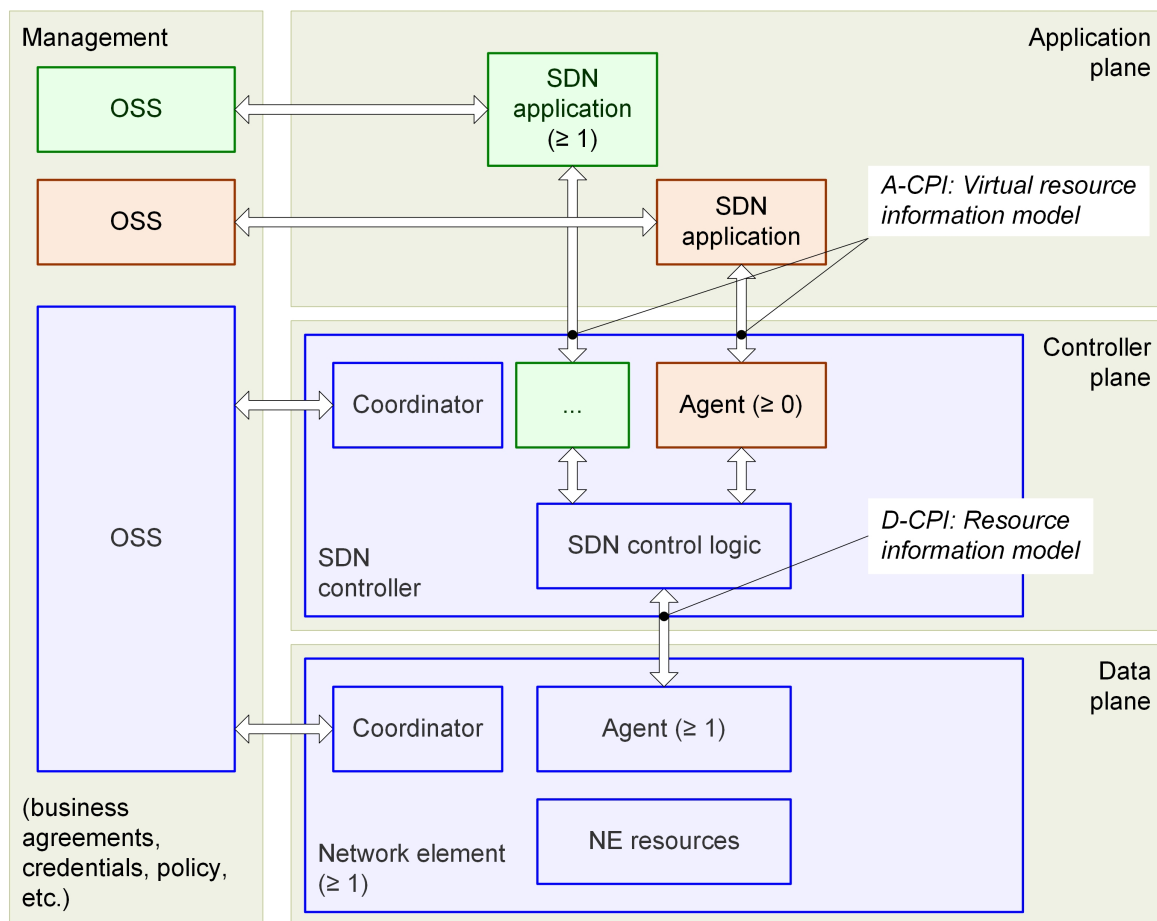 Management
OSS
OSS
OSS
(business
agreements,
credentials, policy,
etc.)
Application
plane
SDN
application
(≥ 1)
SDN
application
A-CPI: Virtual resource
information model
Controller
plane
Coordinator
...
Agent (≥ 0)
SDN control logic
SDN
controller
D-CPI: Resource
information model
Data
plane
Coordinator
Agent (≥ 1)
NE resources
Network element
(≥ 1)